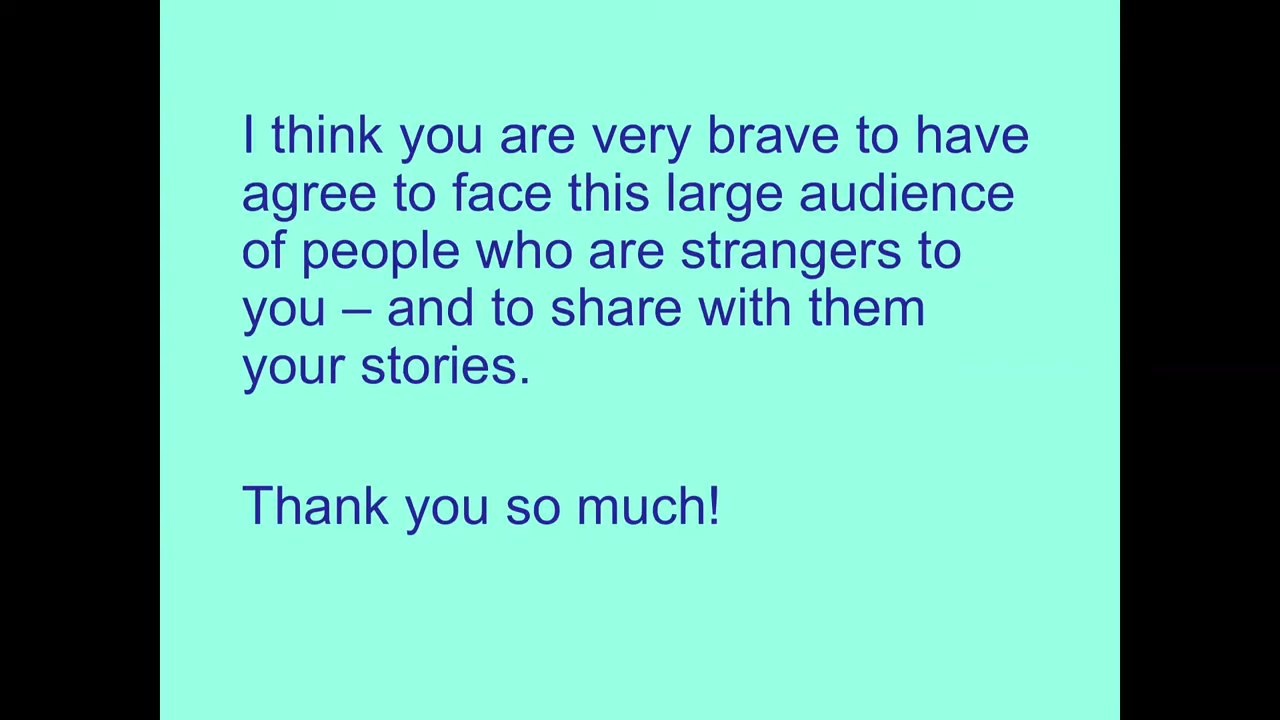 I think you are very brave to have
agree to face this large audience
of people who are strangers to
you – and to share with them
your stories.
Thank you so much!